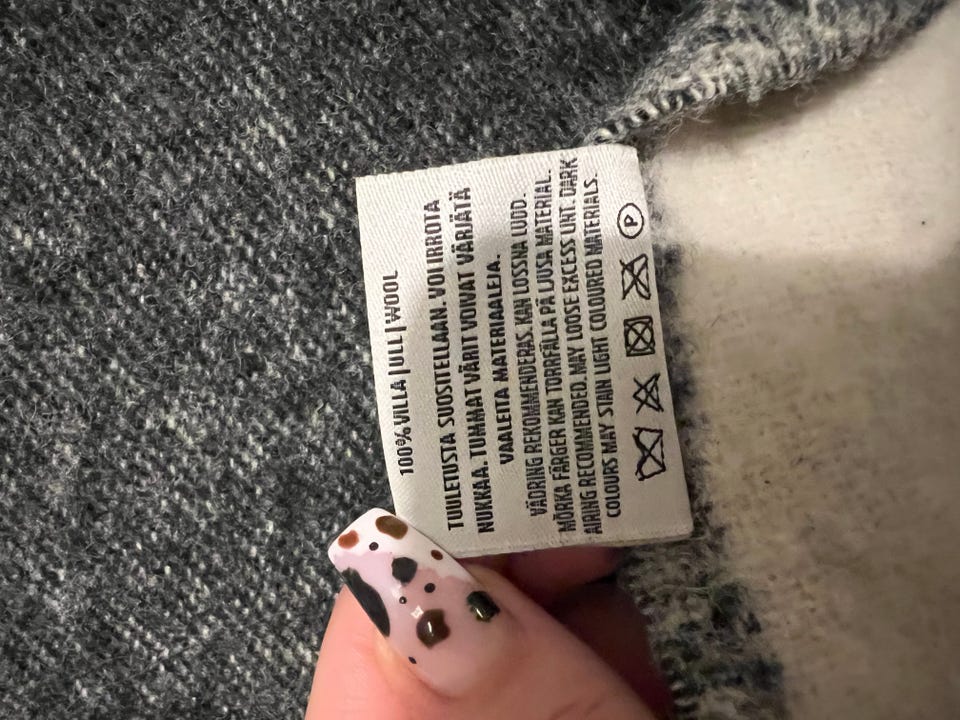 100% VILLA | ULL | WOOL
TUULETUSTA SUOSITELLAAN. VOI IRROTA
NUKKAA. TUMMAT VÄRIT VOIVAT VÄRJÄTÄ
VAALEITA MATERIAALEJA.
VÄDRING REKOMMENDERAS. KAN LOSSNA LUDD.
MÖRKA FÄRGER KAN TORRFÄLLA PÅ LJUSA MATERIAL.
AIRING RECOMMENDED. MAY LOOSE EXCESS LINT. DARK
COLOURS MAY STAIN LIGHT COLOURED MATERIALS.
P